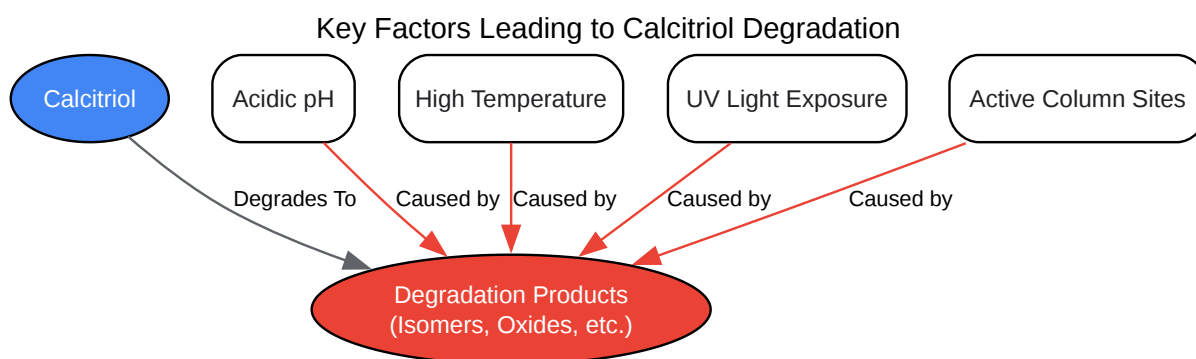 Key Factors Leading to Calcitriol Degradation
Calcitriol
Acidic pH
High Temperature
UV Light Exposure
Active Column Sites
Degrades To
Caused by
Caused by
Caused by
Caused by
Degradation Products
(Isomers, Oxides, etc.)